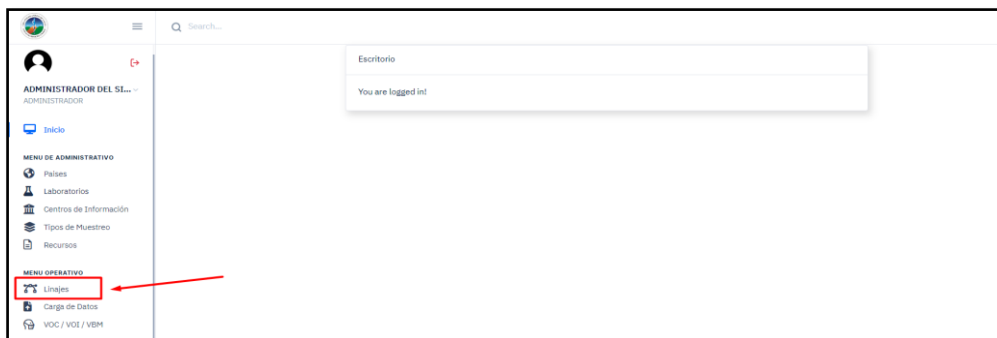 Search...
ADMINISTRADOR DEL SI...
ADMINISTRADOR
Inicio
MENU DE ADMINISTRATIVO
Países
Laboratorios
Centros de Información
Tipos de Muestreo
Recursos
MENU OPERATIVO
Linajes
Carga de Datos
VOC / VOI / VBM
Escritorio
You are logged in!